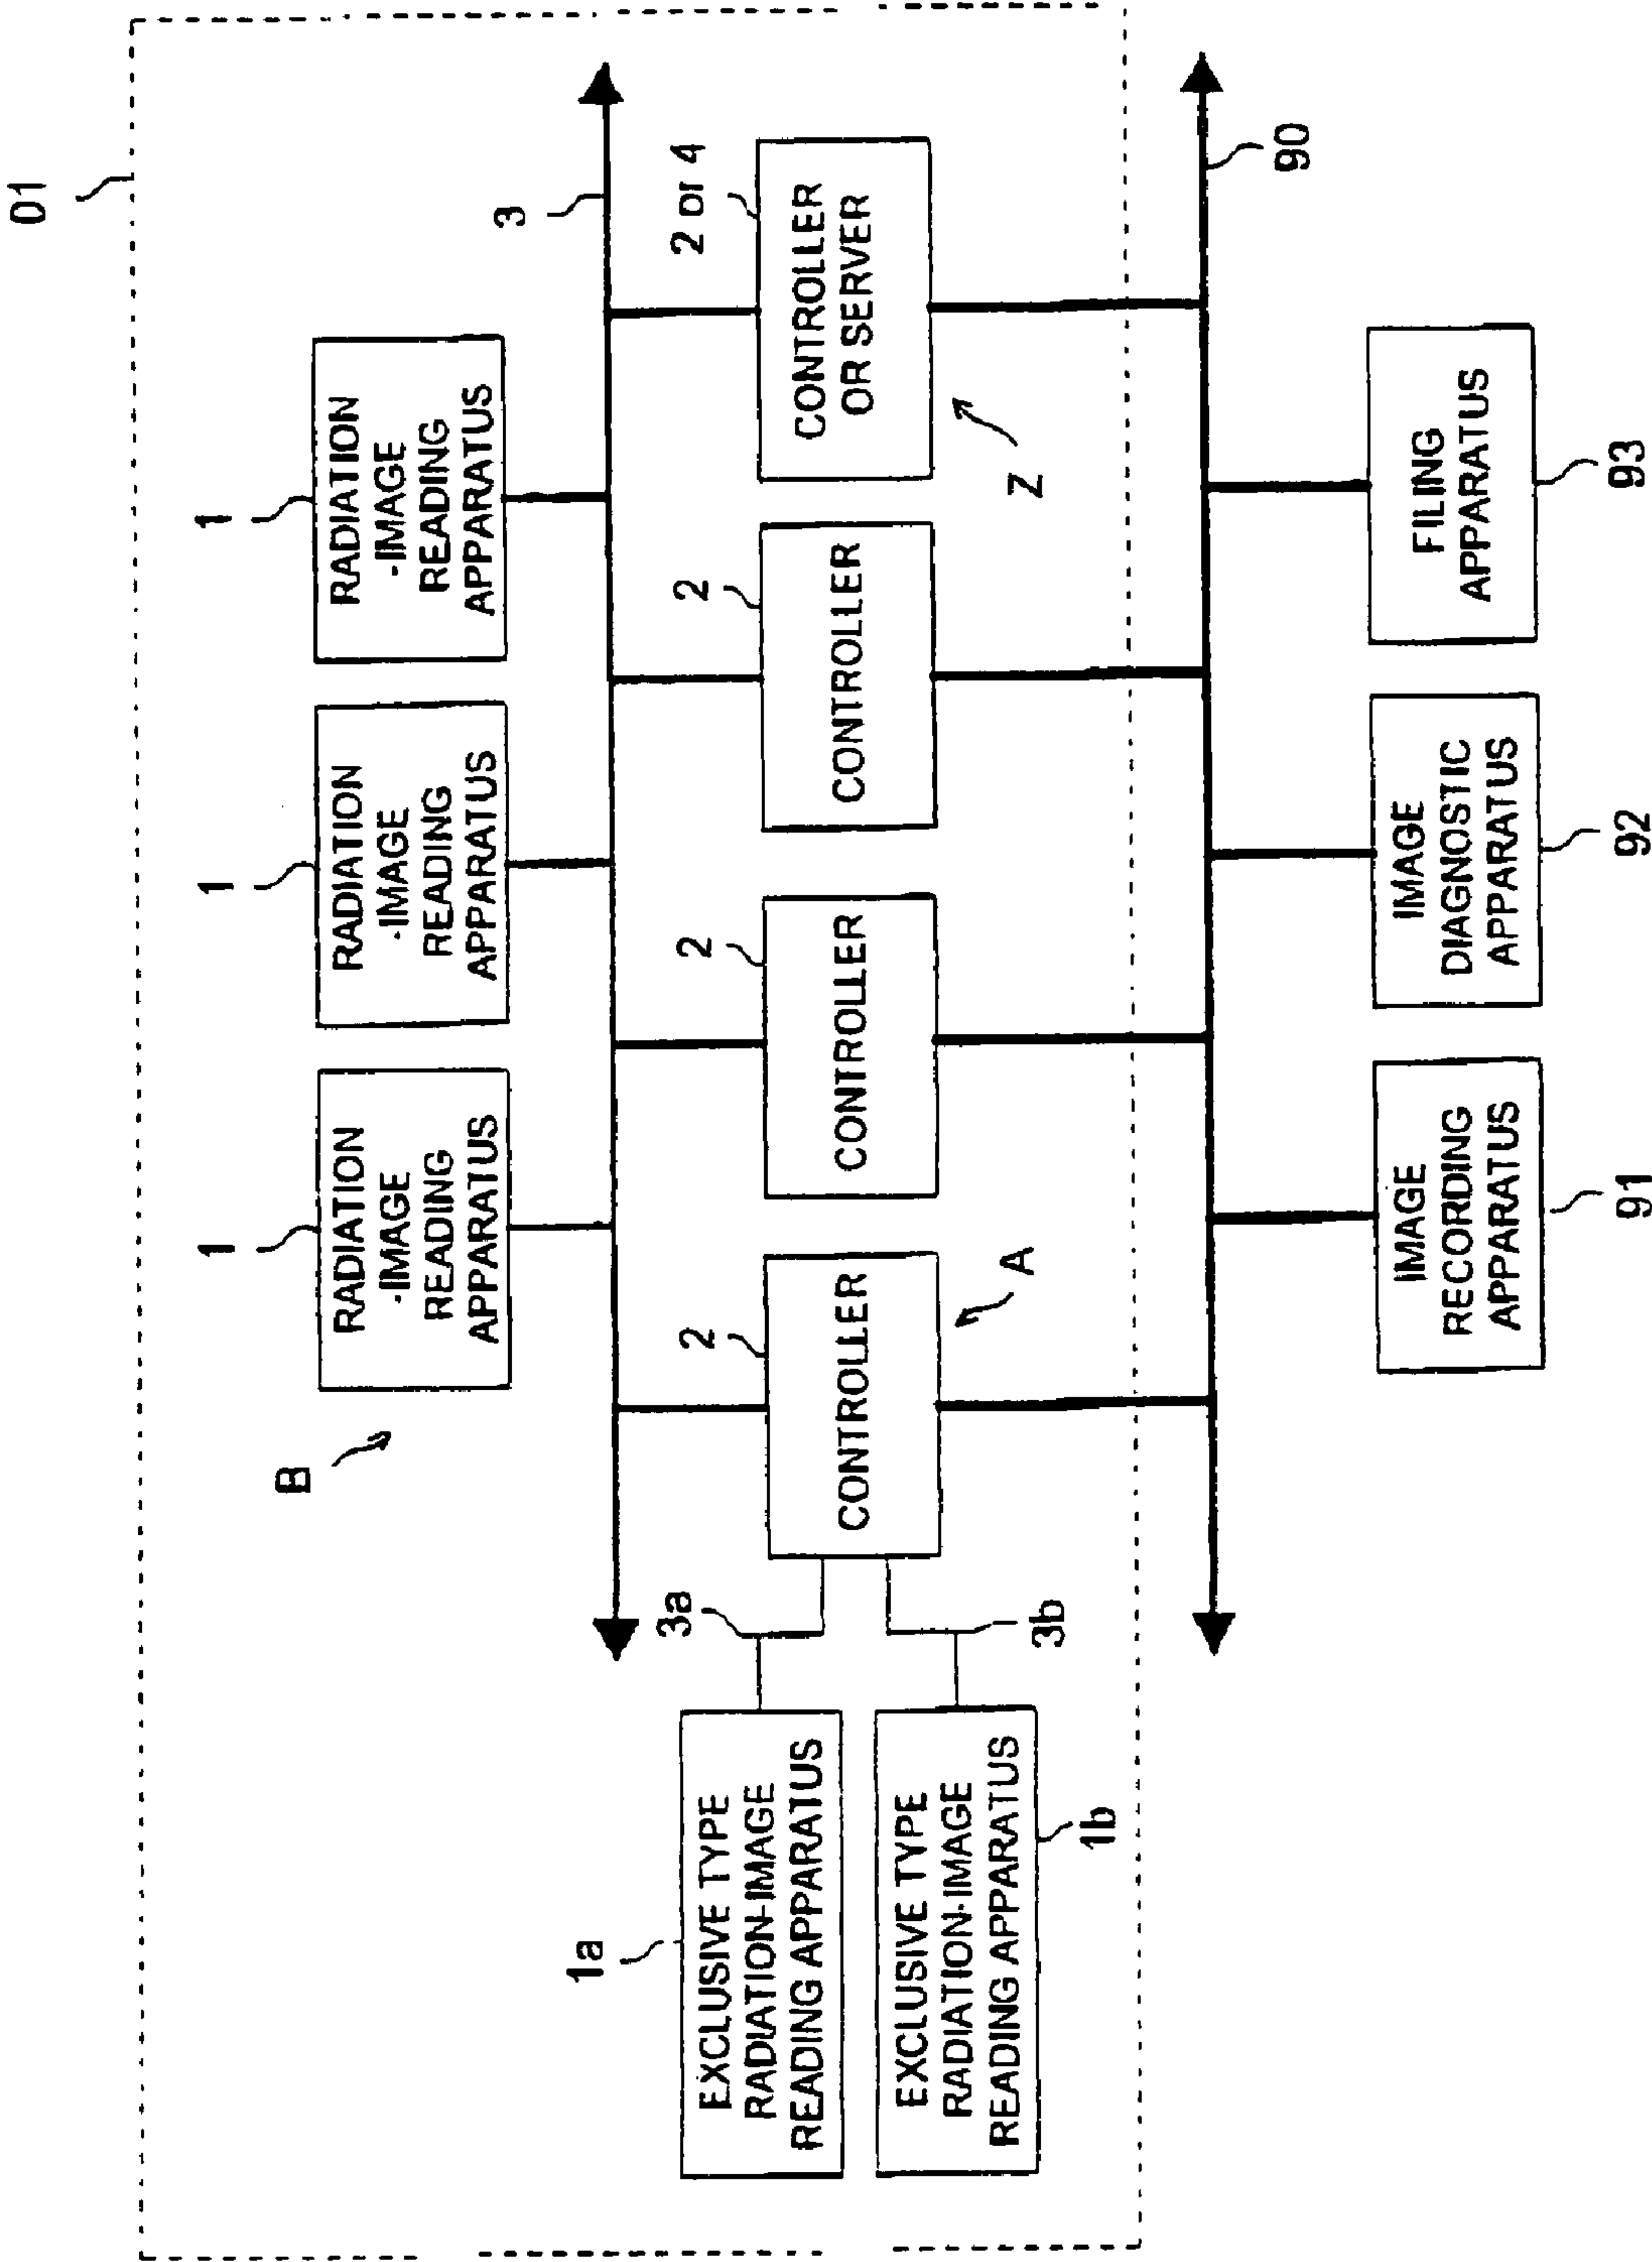 01
1
1
1
RADIATION
-IMAGE
READING
APPARATUS
RADIATION
-IMAGE
READING
APPARATUS
RADIATION
-IMAGE
READING
APPARATUS
B
3
1a
EXCLUSIVE TYPE
RADIATION-IMAGE
READING APPARATUS
3a
2
2
2
2 or 4
CONTROLLER
CONTROLLER
CONTROLLER
CONTROLLER
OR SERVER
EXCLUSIVE TYPE
RADIATION-IMAGE
READING APPARATUS
3b
A
Z
1b
90
IMAGE
RECORDING
APPARATUS
IMAGE
DIAGNOSTIC
APPARATUS
FILING
APPARATUS
91
92
93